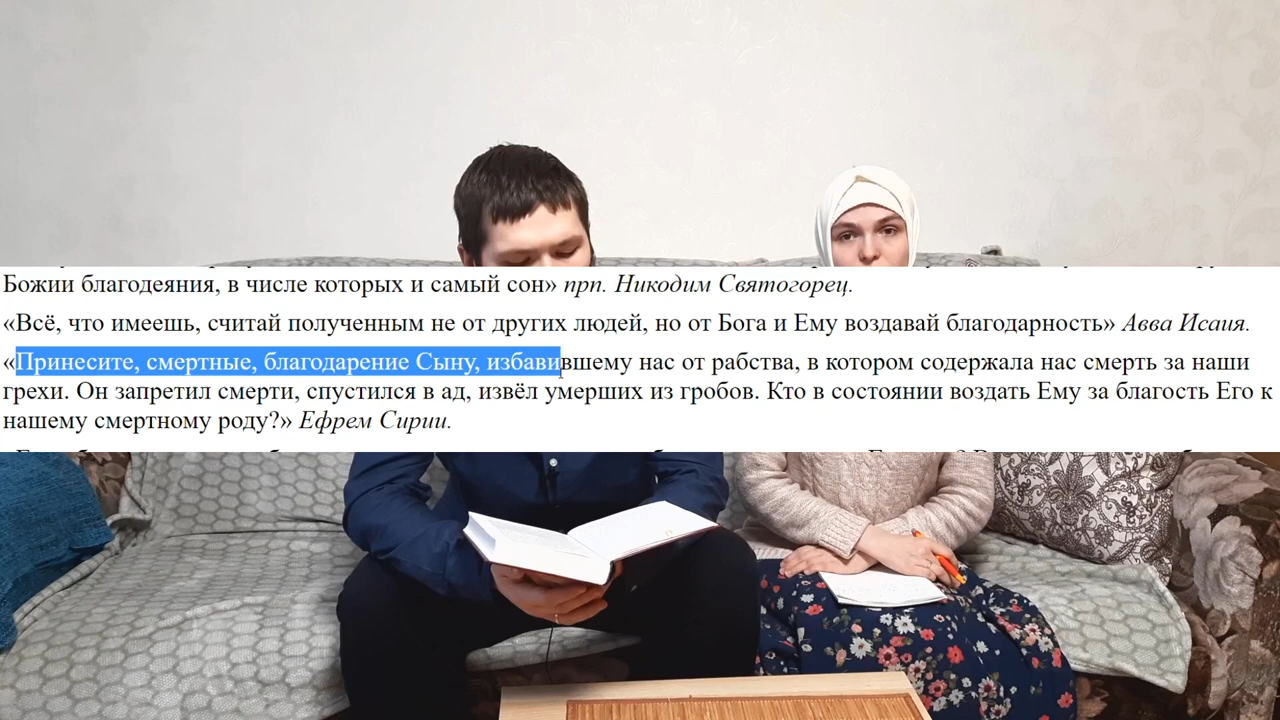 Божии благодеяния, в числе которых и самый сон» прп. Никодим Святогорец.
«Всё, что имеешь, считай полученным не от других людей, но от Бога и Ему воздавай благодарность» Авва Исаия.
«Принесите, смертные, благодарение Сыну, избавившему нас от рабства, в котором содержала нас смерть за наши
грехи. Он запретил смерти, спустился в ад, извёл умерших из гробов. Кто в состоянии воздать Ему за благость Его к
нашему смертному роду?» Ефрем Сирии.